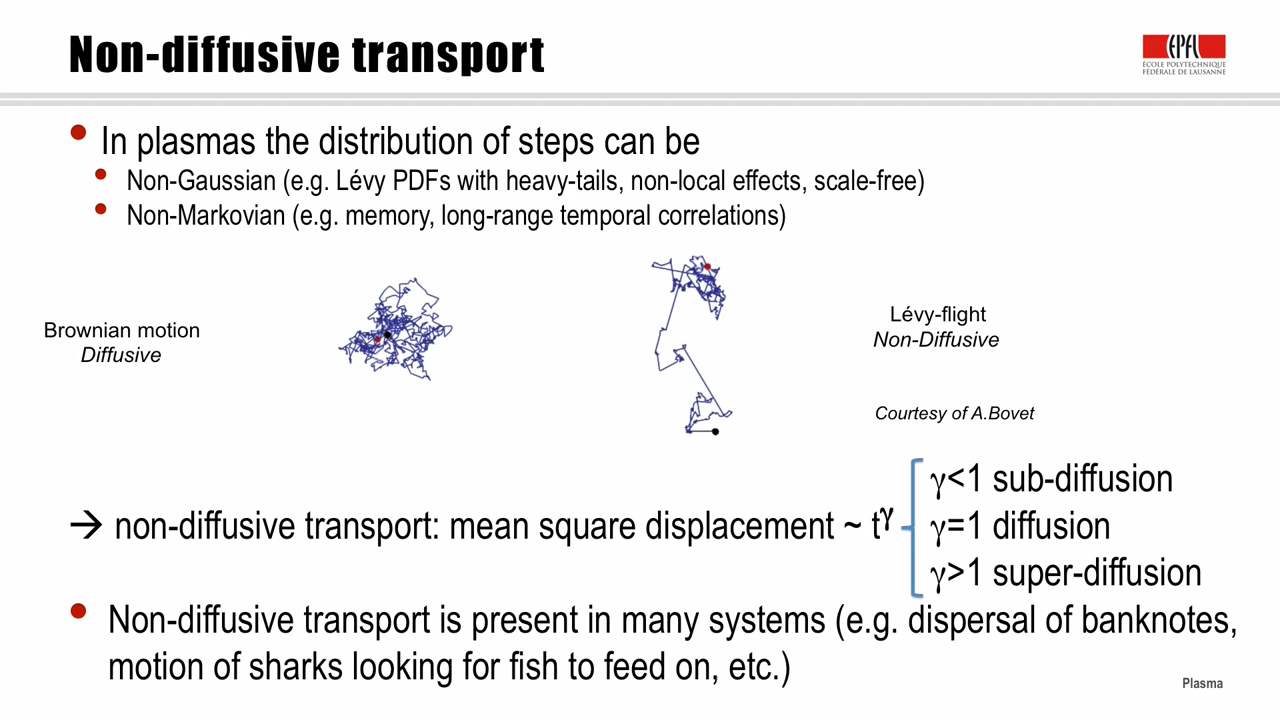 Non-diffusive transport
EPFL
ÉCOLE POLYTECHNIQUE
FÉDÉRALE DE LAUSANNE
• In plasmas the distribution of steps can be
• Non-Gaussian (e.g. Lévy PDFs with heavy-tails, non-local effects, scale-free)
• Non-Markovian (e.g. memory, long-range temporal correlations)
Brownian motion
Diffusive
Lévy-flight
Non-Diffusive
Courtesy of A.Bovet
→ non-diffusive transport: mean square displacement ~ t^γ
γ<1 sub-diffusion
γ=1 diffusion
γ>1 super-diffusion
• Non-diffusive transport is present in many systems (e.g. dispersal of banknotes,
motion of sharks looking for fish to feed on, etc.)
Plasma